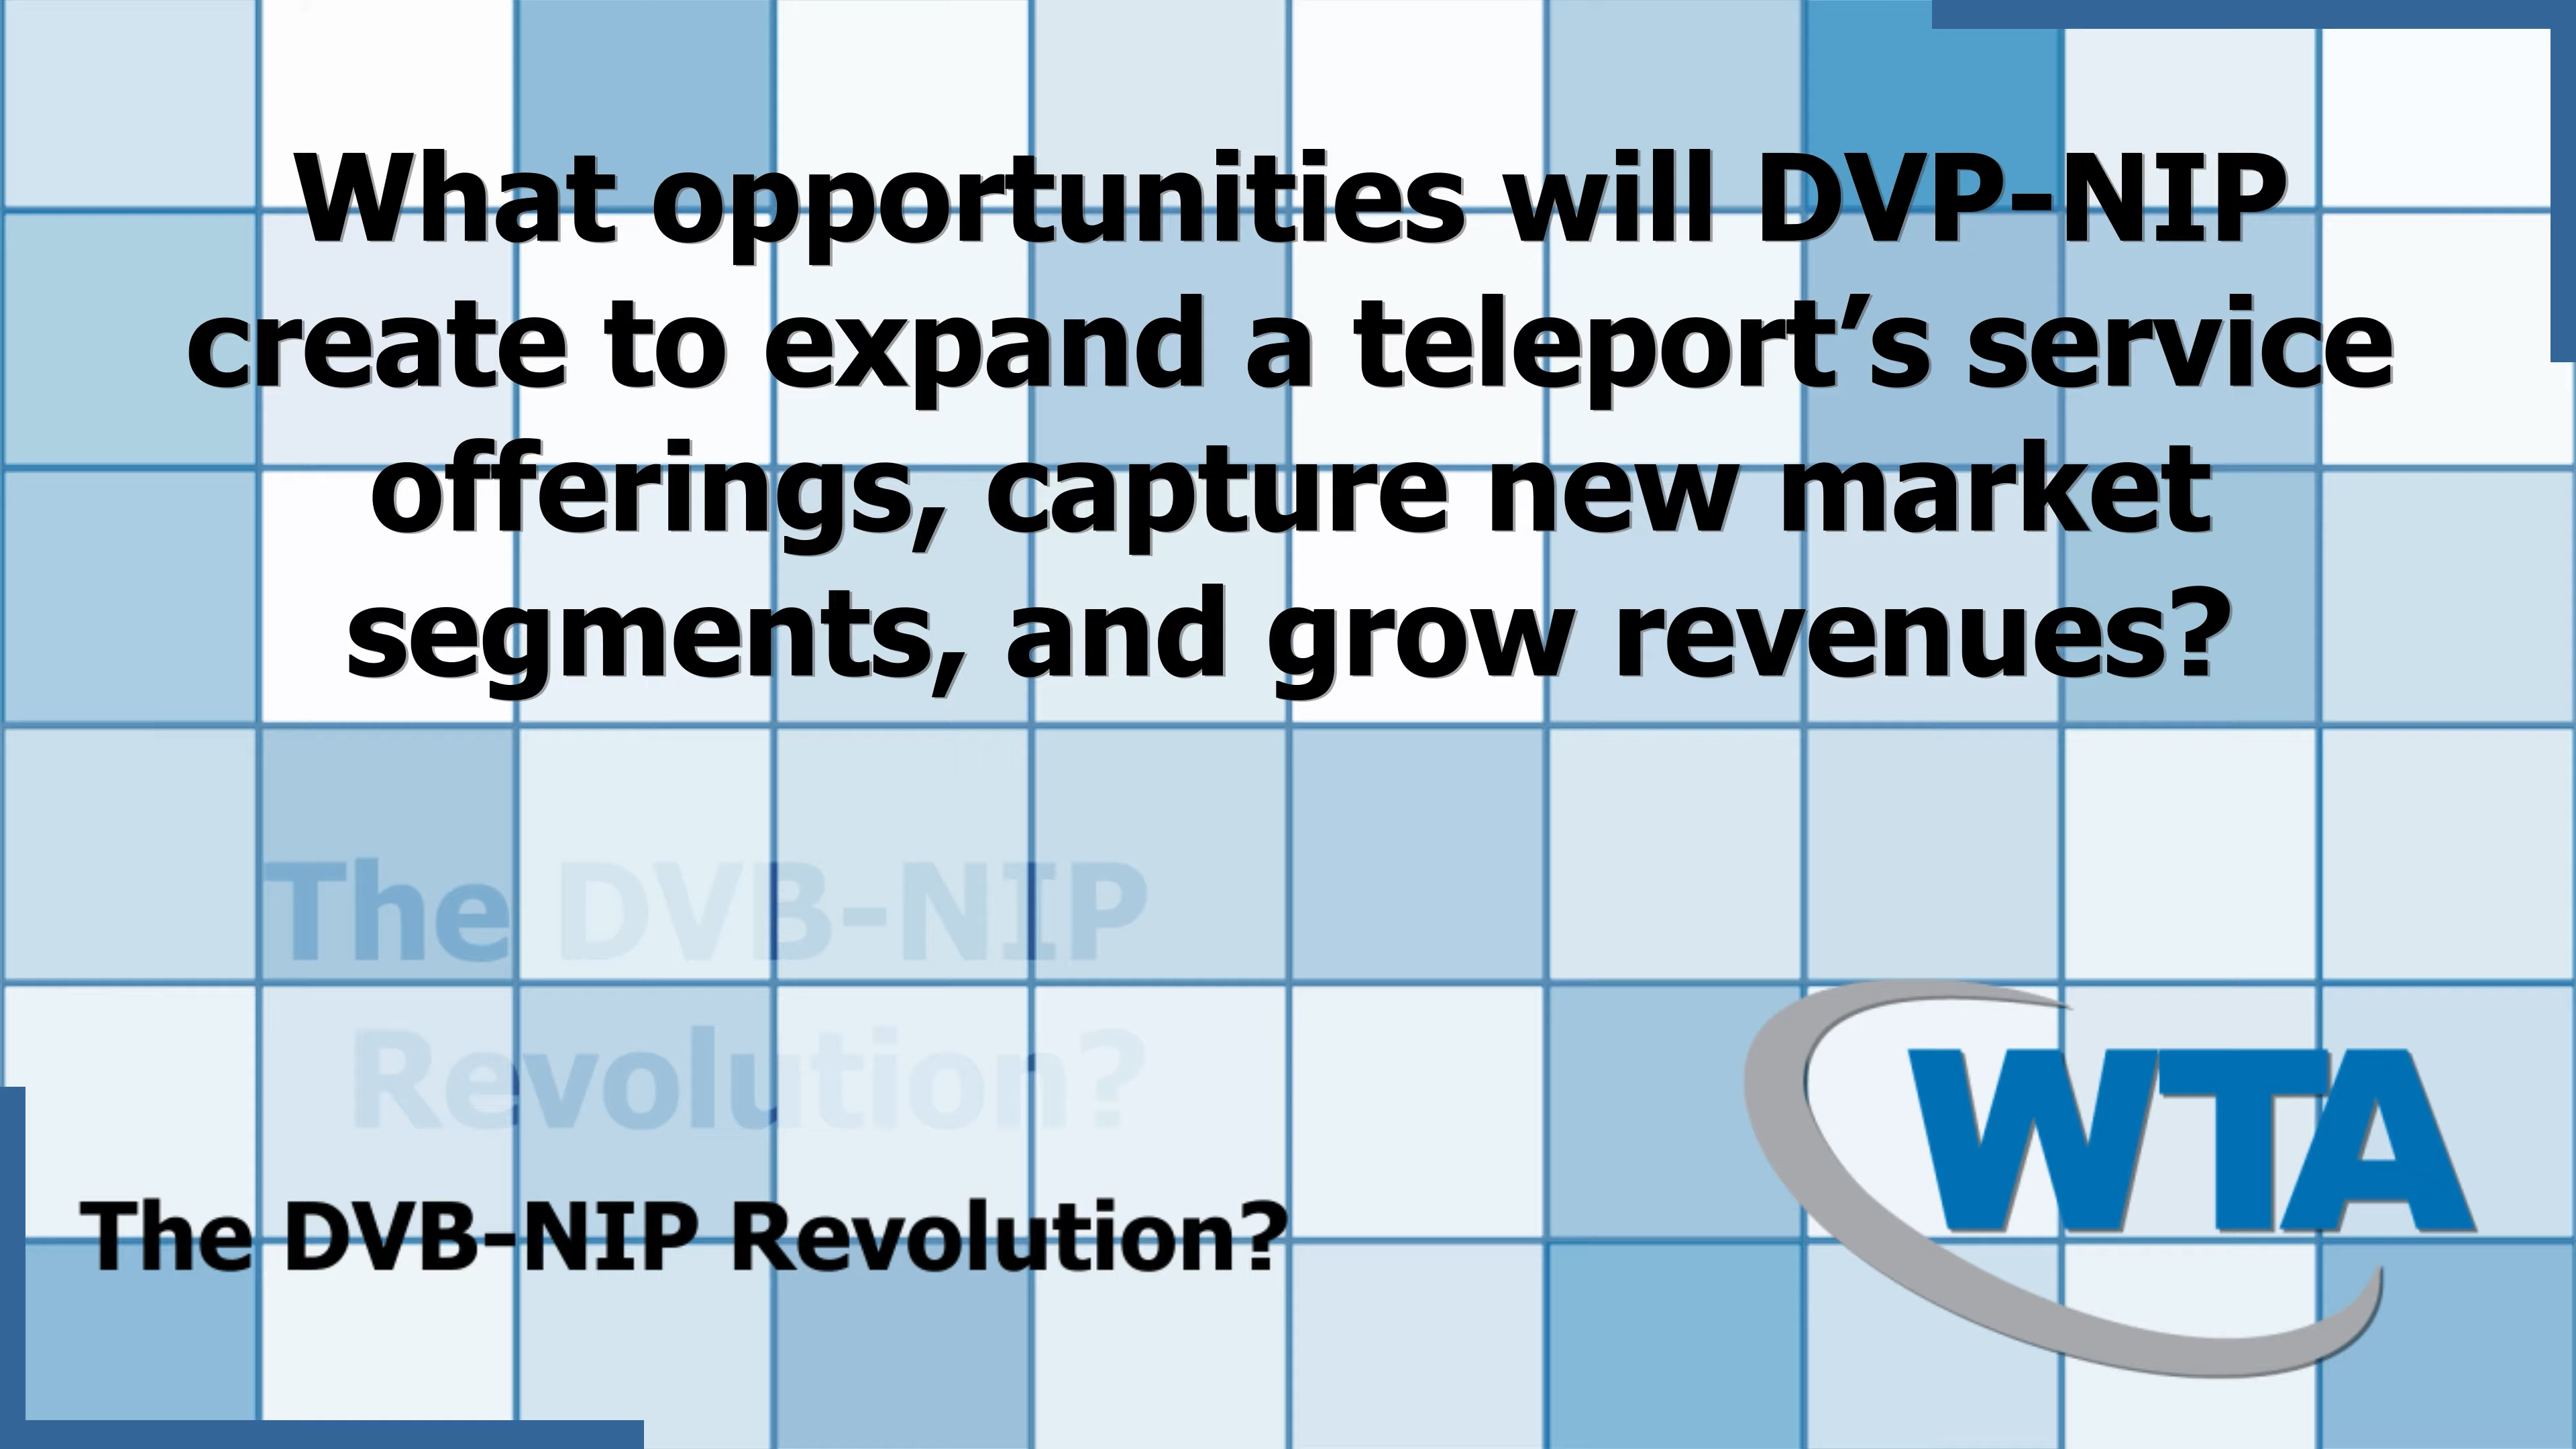 What opportunities will DVP-NIP
create to expand a teleport’s service
offerings, capture new market
segments, and grow revenues?
The DVB-NIP
Revolution?
The DVB-NIP Revolution?
WTA